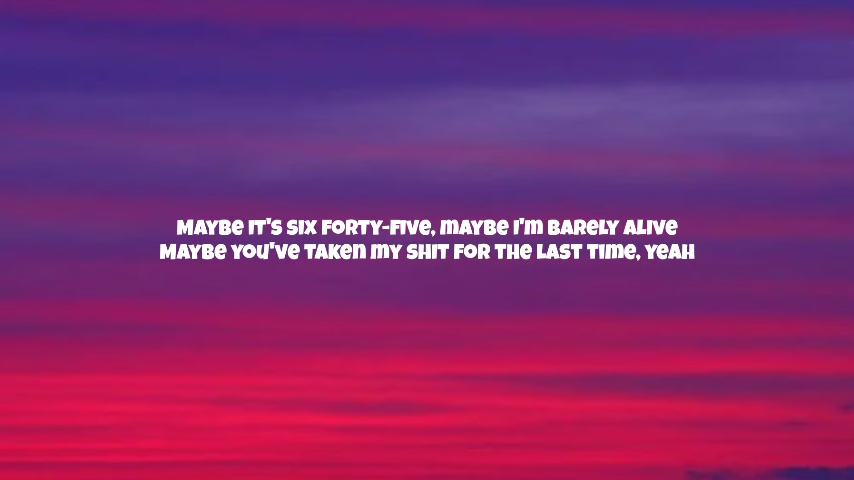 Maybe it's six forty-five, maybe I'm barely alive
Maybe you've taken my shit for the last time, yeah